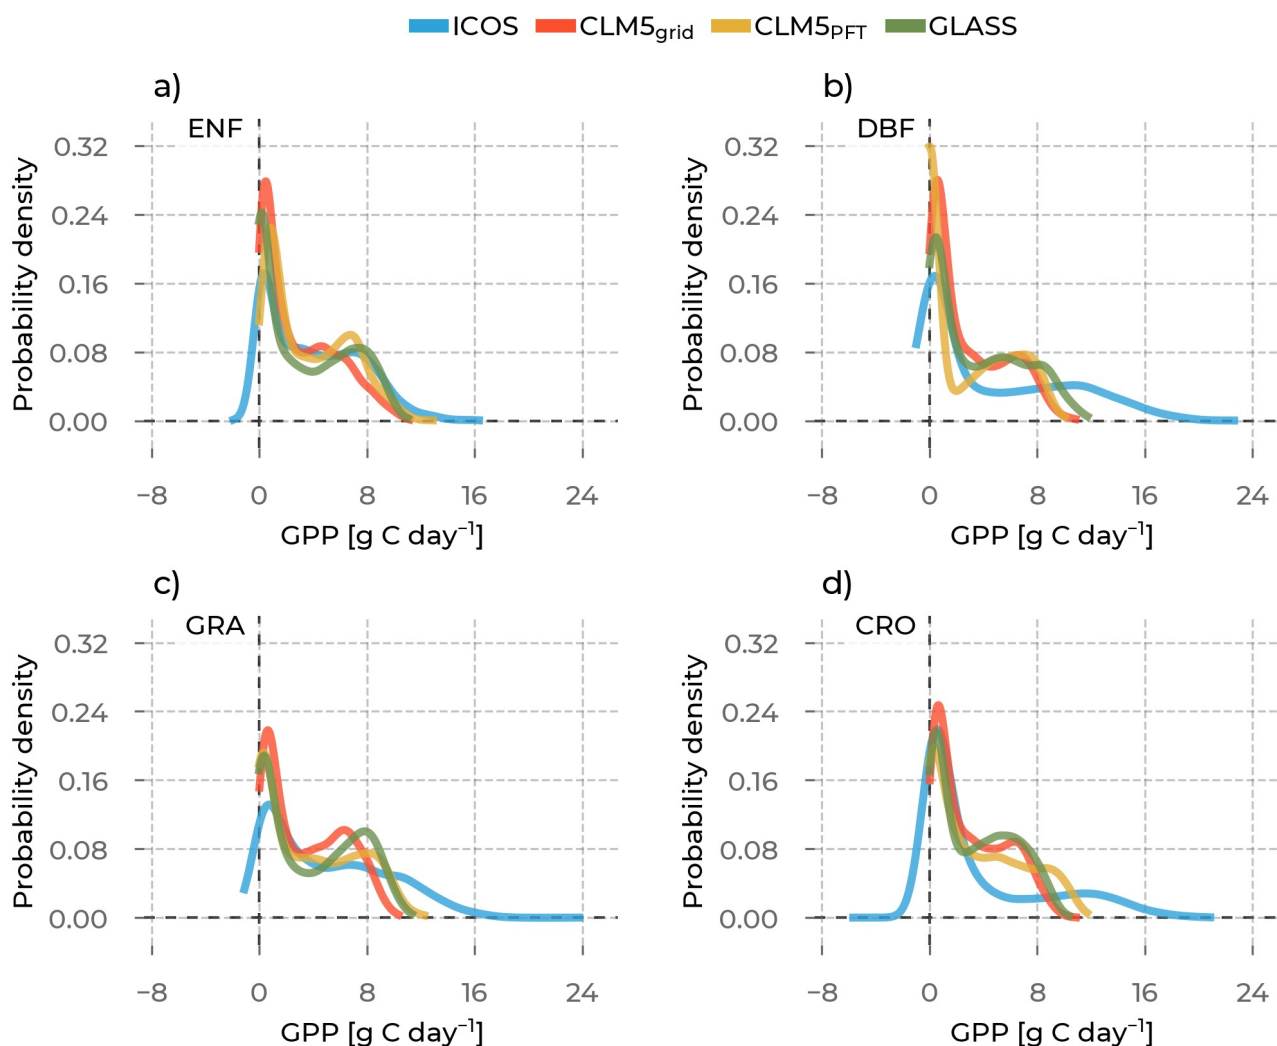 ICOS CLM5grid CLM5PFT GLASS
a)
ENF
Probability density
0.32
0.24
0.16
0.08
0.00
−8 0 8 16 24
GPP [g C day−1]
b)
DBF
Probability density
0.32
0.24
0.16
0.08
0.00
−8 0 8 16 24
GPP [g C day−1]
c)
GRA
Probability density
0.32
0.24
0.16
0.08
0.00
−8 0 8 16 24
GPP [g C day−1]
d)
CRO
Probability density
0.32
0.24
0.16
0.08
0.00
−8 0 8 16 24
GPP [g C day−1]